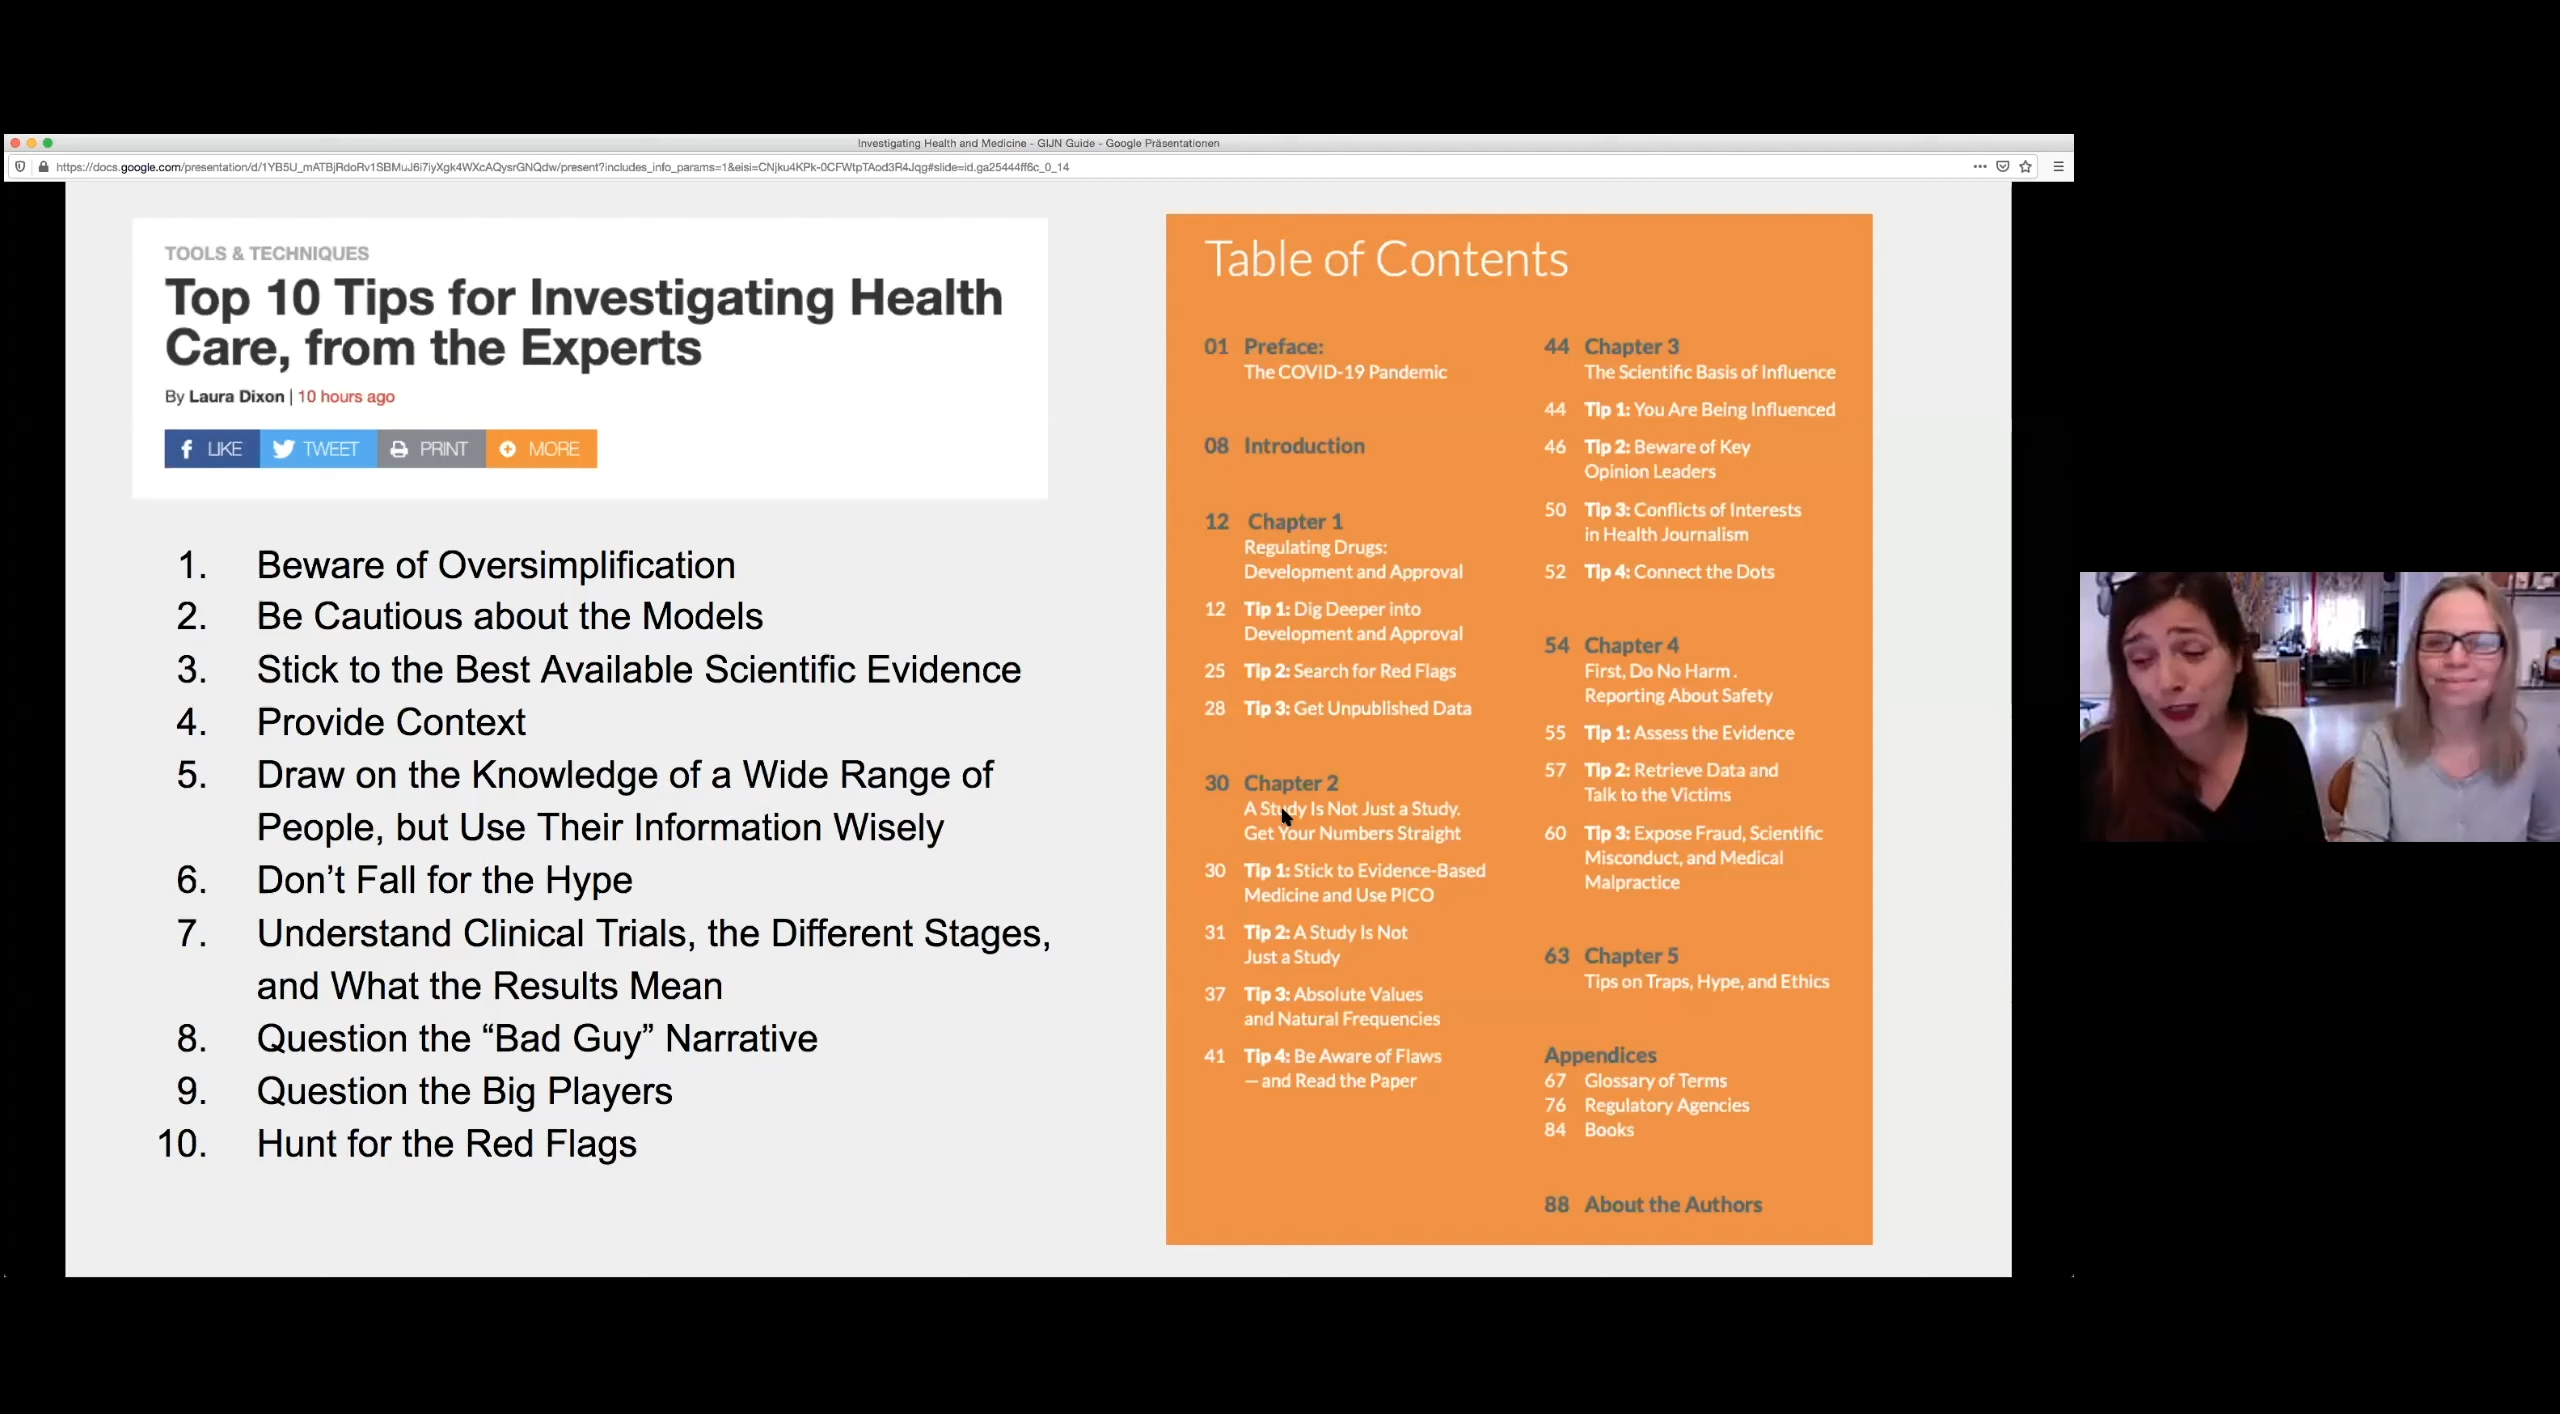 Investigating Health and Medicine - GIJN Guide - Google Präsentationen
TOOLS & TECHNIQUES
Top 10 Tips for Investigating Health
Care, from the Experts
By Laura Dixon | 10 hours ago
LIKE TWEET PRINT MORE
1. Beware of Oversimplification
2. Be Cautious about the Models
3. Stick to the Best Available Scientific Evidence
4. Provide Context
5. Draw on the Knowledge of a Wide Range of
People, but Use Their Information Wisely
6. Don’t Fall for the Hype
7. Understand Clinical Trials, the Different Stages,
and What the Results Mean
8. Question the “Bad Guy” Narrative
9. Question the Big Players
10. Hunt for the Red Flags
Table of Contents
01 Preface:
The COVID-19 Pandemic
08 Introduction
12 Chapter 1
Regulating Drugs:
Development and Approval
12 Tip 1: Dig Deeper into
Development and Approval
25 Tip 2: Search for Red Flags
28 Tip 3: Get Unpublished Data
30 Chapter 2
A Study Is Not Just a Study.
Get Your Numbers Straight
30 Tip 1: Stick to Evidence-Based
Medicine and Use PICO
31 Tip 2: A Study Is Not
Just a Study
37 Tip 3: Absolute Values
and Natural Frequencies
41 Tip 4: Be Aware of Flaws
— and Read the Paper
44 Chapter 3
The Scientific Basis of Influence
44 Tip 1: You Are Being Influenced
46 Tip 2: Beware of Key
Opinion Leaders
50 Tip 3: Conflicts of Interests
in Health Journalism
52 Tip 4: Connect the Dots
54 Chapter 4
First, Do No Harm .
Reporting About Safety
55 Tip 1: Assess the Evidence
57 Tip 2: Retrieve Data and
Talk to the Victims
60 Tip 3: Expose Fraud, Scientific
Misconduct, and Medical
Malpractice
63 Chapter 5
Tips on Traps, Hype, and Ethics
Appendices
67 Glossary of Terms
76 Regulatory Agencies
84 Books
88 About the Authors